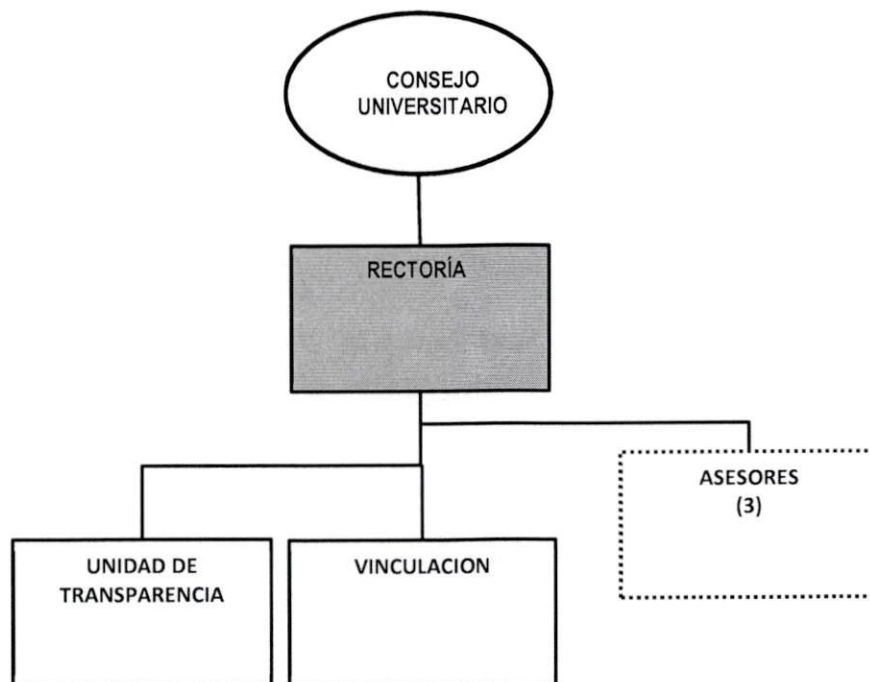 CONSEJO
UNIVERSITARIO
RECTORÍA
ASESORES
(3)
UNIDAD DE
TRANSPARENCIA
VINCULACION